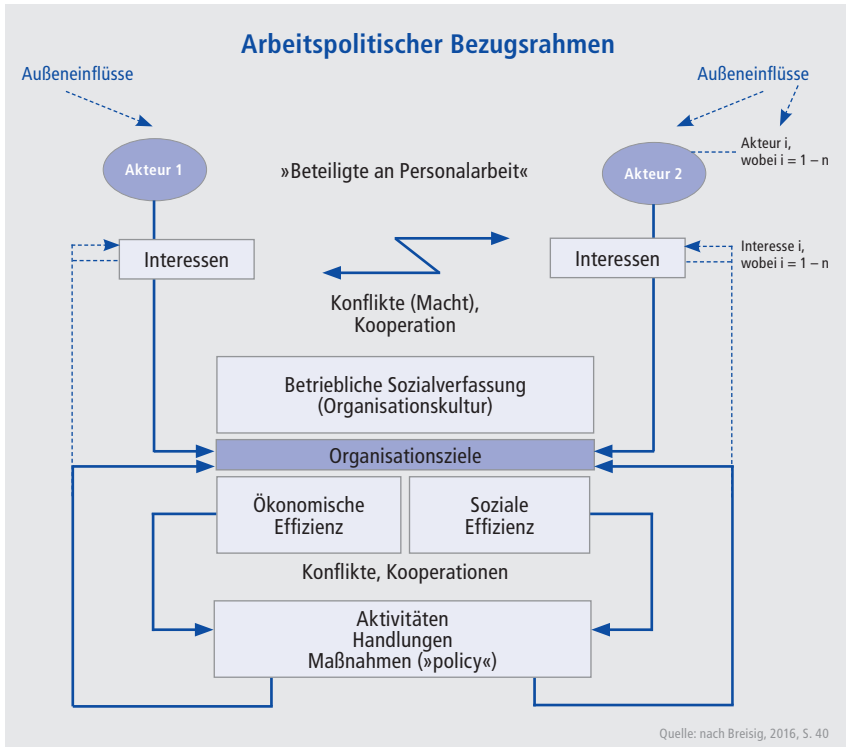 Arbeitspolitischer Bezugsrahmen
Außeneinflüsse
Außeneinflüsse
Akteur 1
»Beteiligte an Personalarbeit«
Akteur 2
Akteur i,
wobei i = 1 – n
Interessen
Interessen
Interesse i,
wobei i = 1 – n
Konflikte (Macht),
Kooperation
Betriebliche Sozialverfassung
(Organisationskultur)
Organisationsziele
Ökonomische
Effizienz
Soziale
Effizienz
Konflikte, Kooperationen
Aktivitäten
Handlungen
Maßnahmen (»policy«)
Quelle: nach Breisig, 2016, S. 40